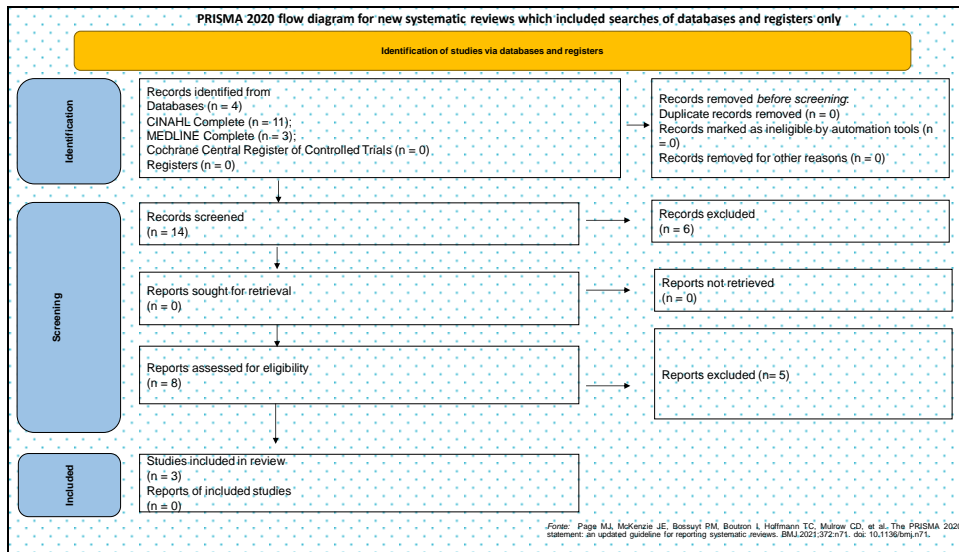 PRISMA 2020 flow diagram for new systematic reviews which included searches of databases and registers only
Identification of studies via databases and registers
Identification
Records identified from
Databases (n = 4)
CINAHL Complete (n = 11);
MEDLINE Complete (n = 3);
Cochrane Central Register of Controlled Trials (n = 0)
Registers (n = 0)
Records removed before screening:
Duplicate records removed (n = 0)
Records marked as ineligible by automation tools (n
= 0)
Records removed for other reasons (n = 0)
Screening
Records screened
(n = 14)
Records excluded
(n = 6)
Reports sought for retrieval
(n = 0)
Reports not retrieved
(n = 0)
Reports assessed for eligibility
(n = 8)
Reports excluded (n= 5)
Included
Studies included in review
(n = 3)
Reports of included studies
(n = 0)
Fonte: Page MJ, McKenzie JE, Bossuyt PM, Boutron I, Hoffmann TC, Mulrow CD, et al. The PRISMA 2020
statement: an updated guideline for reporting systematic reviews. BMJ 2021;372:n71. doi: 10.1136/bmj.n71.